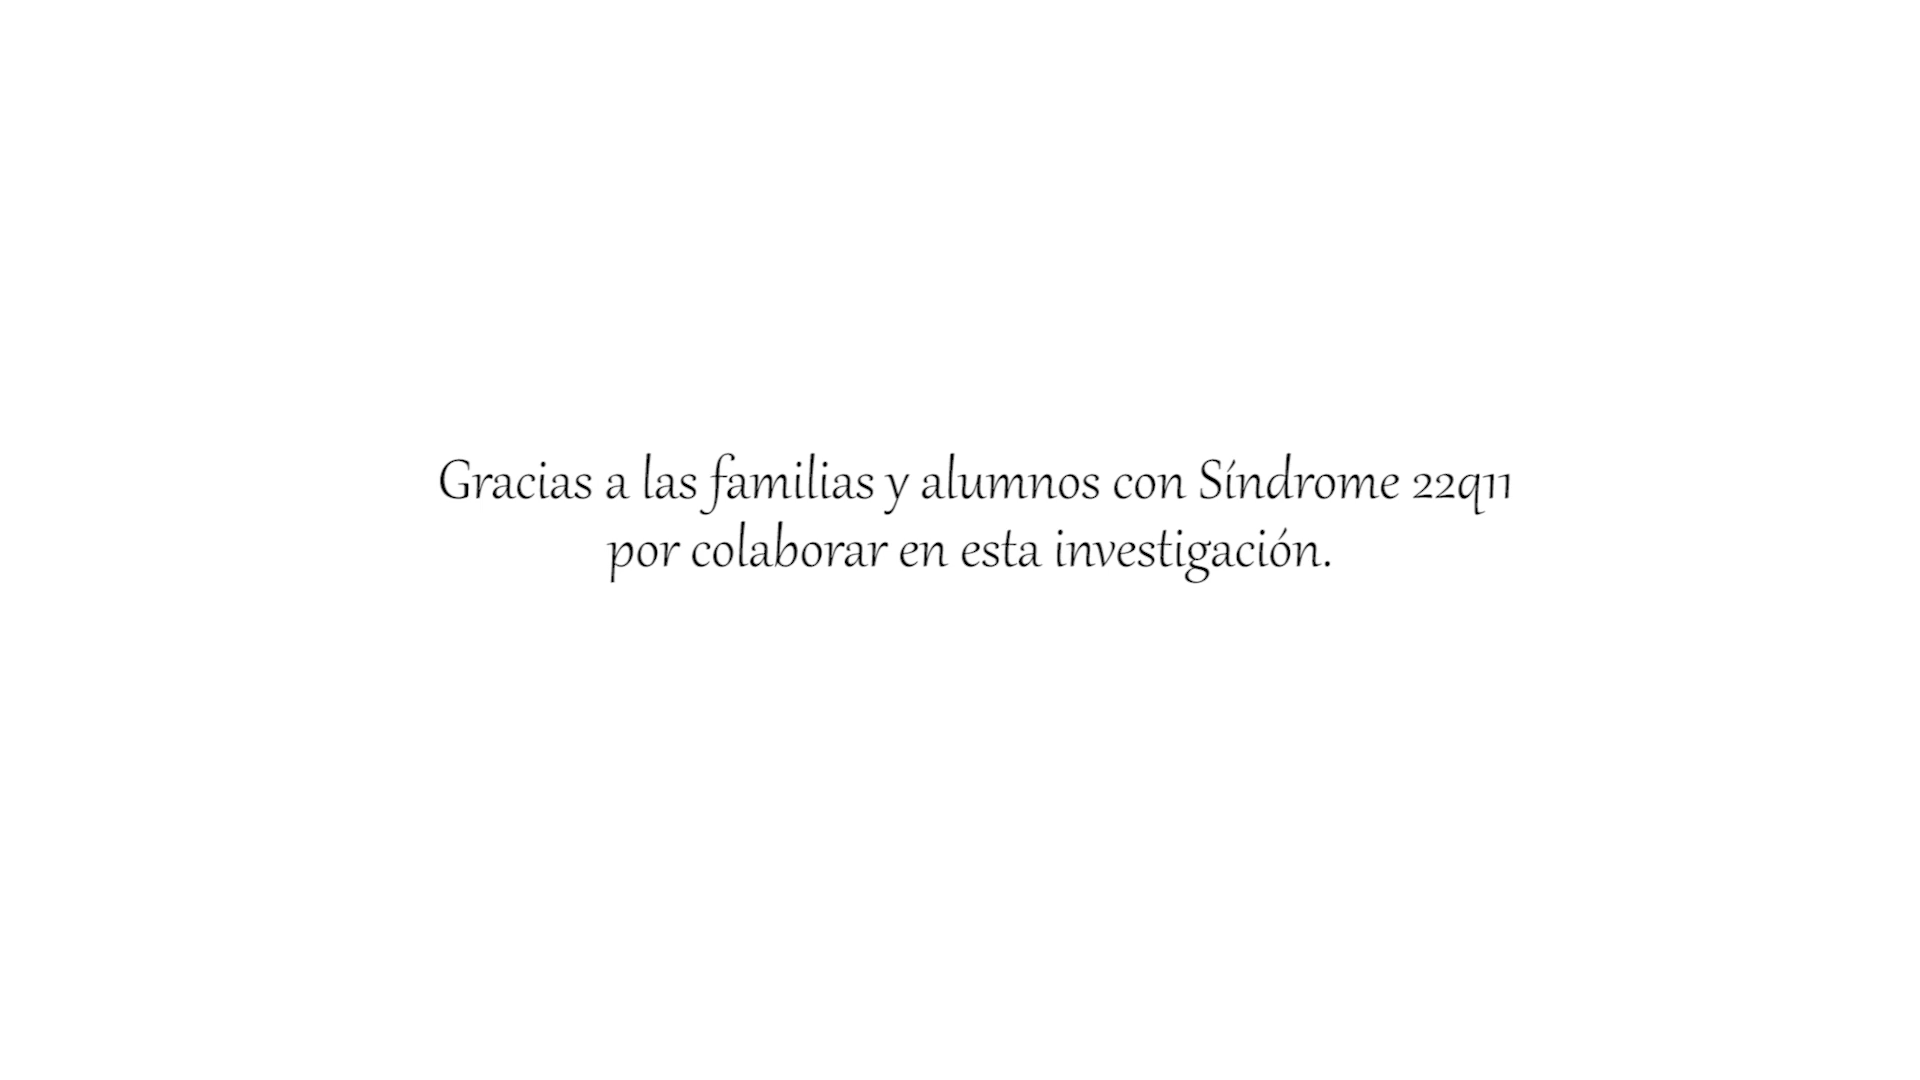 Gracias a las familias y alumnos con Síndrome 22q11
por colaborar en esta investigación.